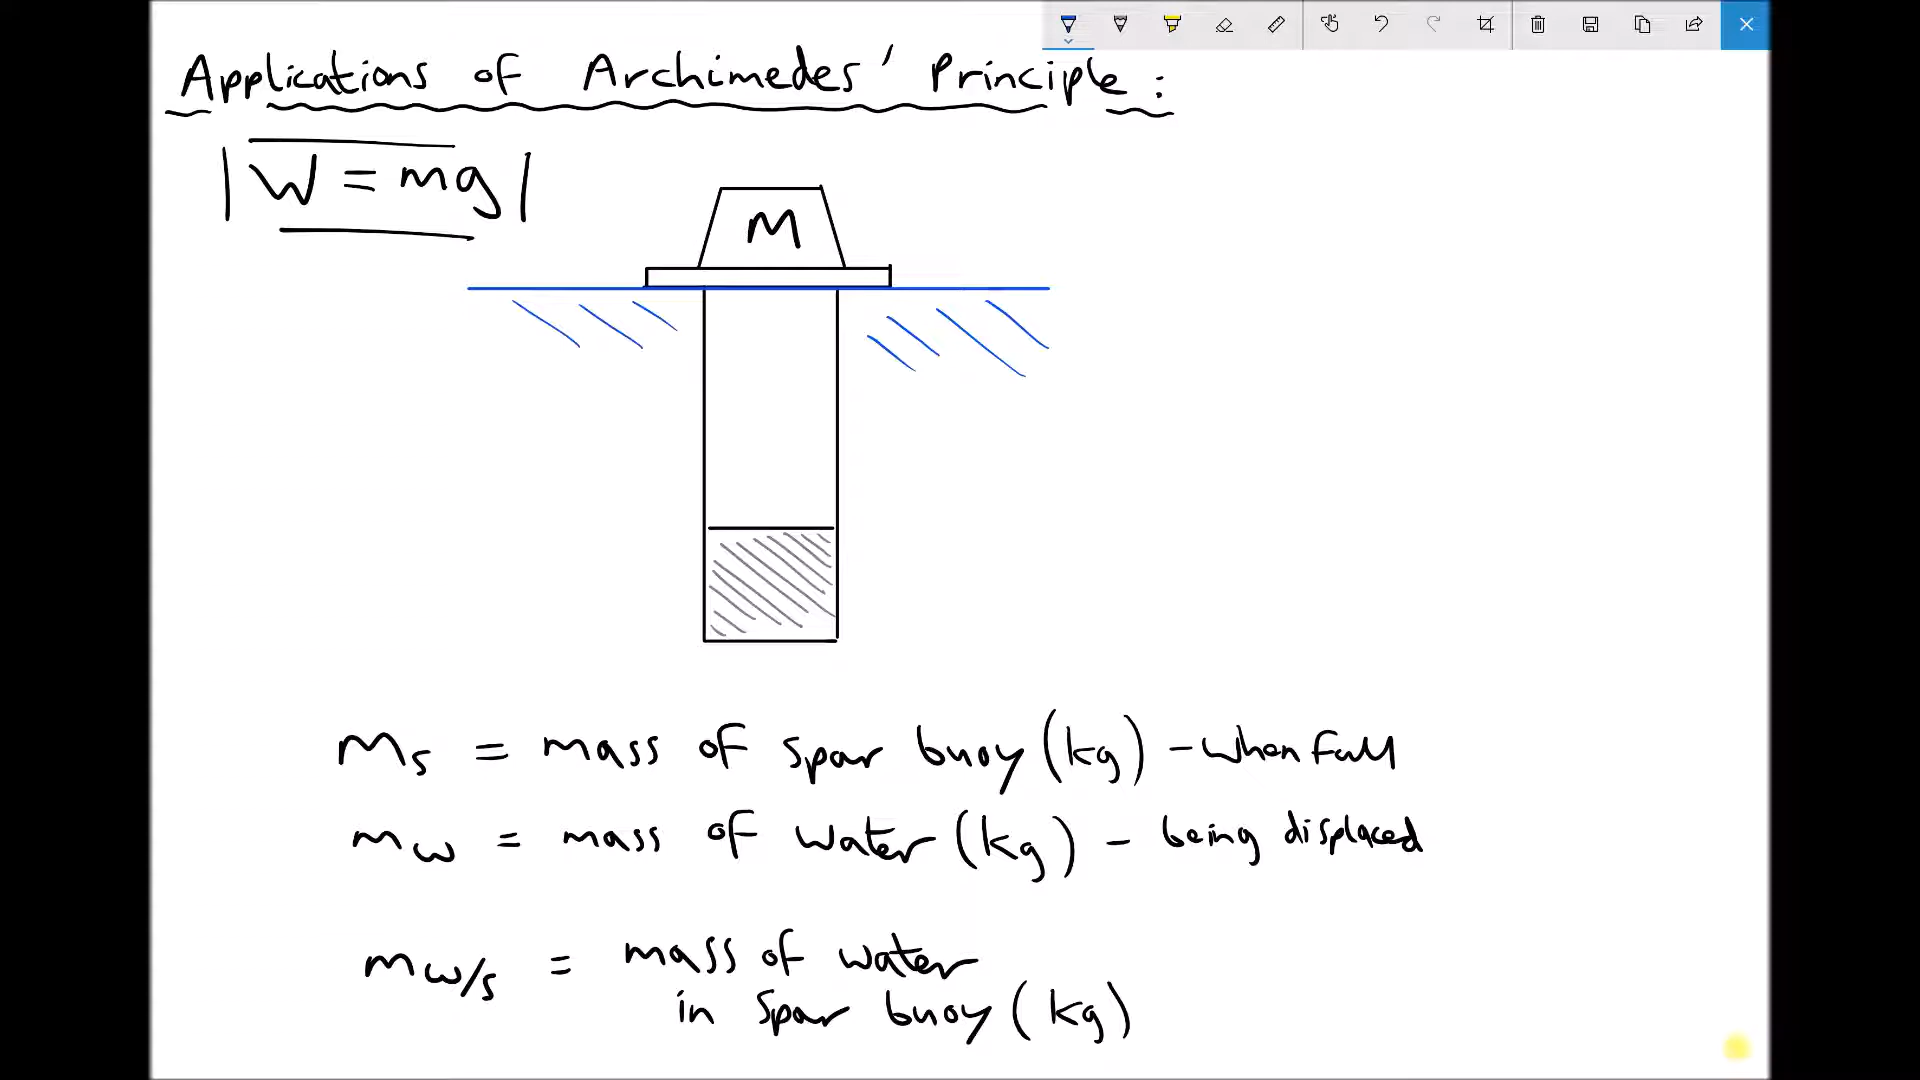 Applications of Archimedes' Principle:
|W = mg|
M
Ms = mass of spar buoy (kg) - when full
mw = mass of water (kg) - being displaced
mw/s = mass of water
in spar buoy (kg)